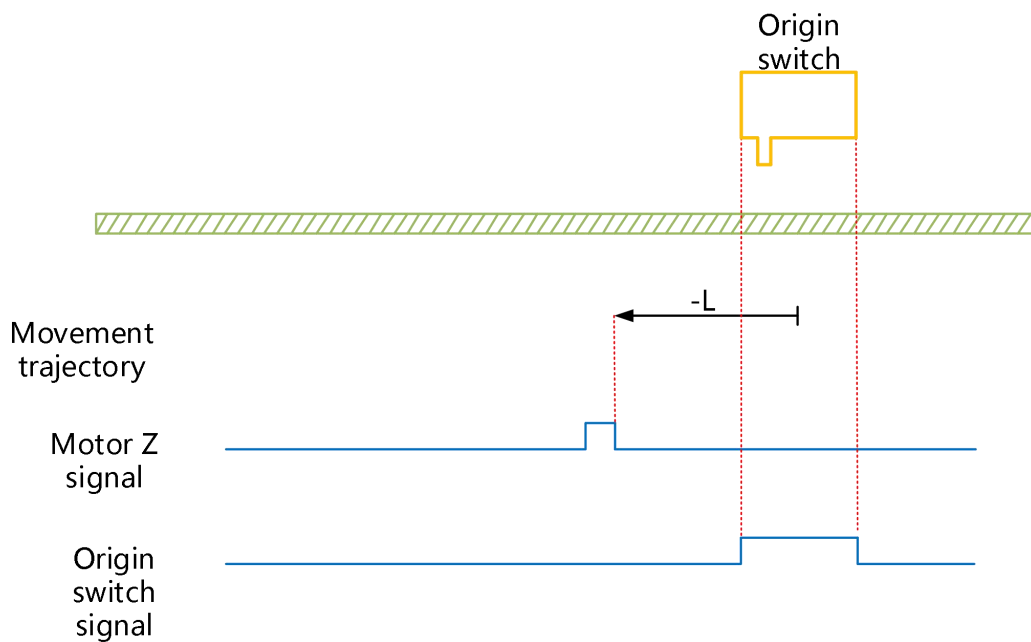 Origin
switch
-L
Movement
trajectory
Motor Z
signal
Origin
switch
signal